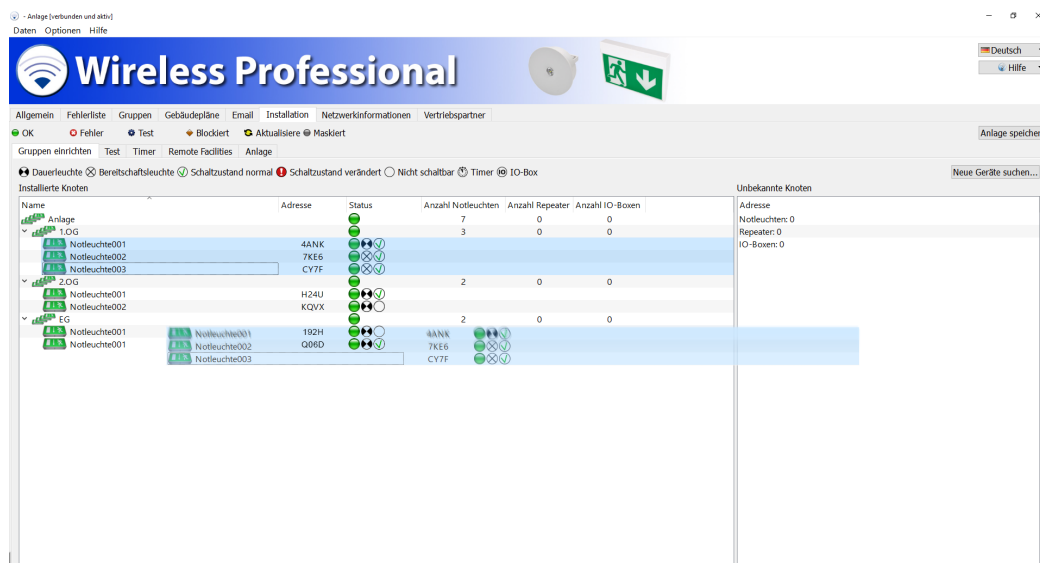 - Anlage [verbunden und aktiv]
Daten Optionen Hilfe
Wireless Professional
Deutsch
Hilfe
Allgemein Fehlerliste Gruppen Gebäudepläne Email Installation Netzwerkinformationen Vertriebspartner
OK Fehler Test Blockiert Aktualisiere Maskiert Anlage speicher
Gruppen einrichten Test Timer Remote Facilities Anlage
Dauerleuchte Bereitschaftsleuchte Schaltzustand normal Schaltzustand verändert Nicht schaltbar Timer IO-Box Neue Geräte suchen...
Installierte Knoten Unbekannte Knoten
Name Adresse Status Anzahl Notleuchten Anzahl Repeater Anzahl IO-Boxen Adresse
Anlage 7 0 0 Notleuchten: 0
1.OG 3 0 0 Repeater: 0
Notleuchte001 4ANK IO-Boxen: 0
Notleuchte002 7KE6
Notleuchte003 CY7F
2.OG 2 0 0
Notleuchte001 H24U
Notleuchte002 KQVX
EG 2 0 0
Notleuchte001 192H Notleuchte001 4ANK
Notleuchte001 Q06D Notleuchte002 7KE6
Notleuchte003 CY7F